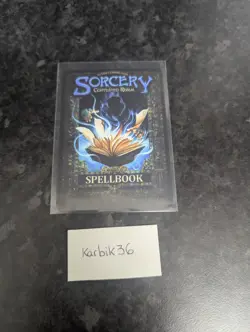 SORCERY
CONTESTED REALM
SPELLBOOK
Karbik36